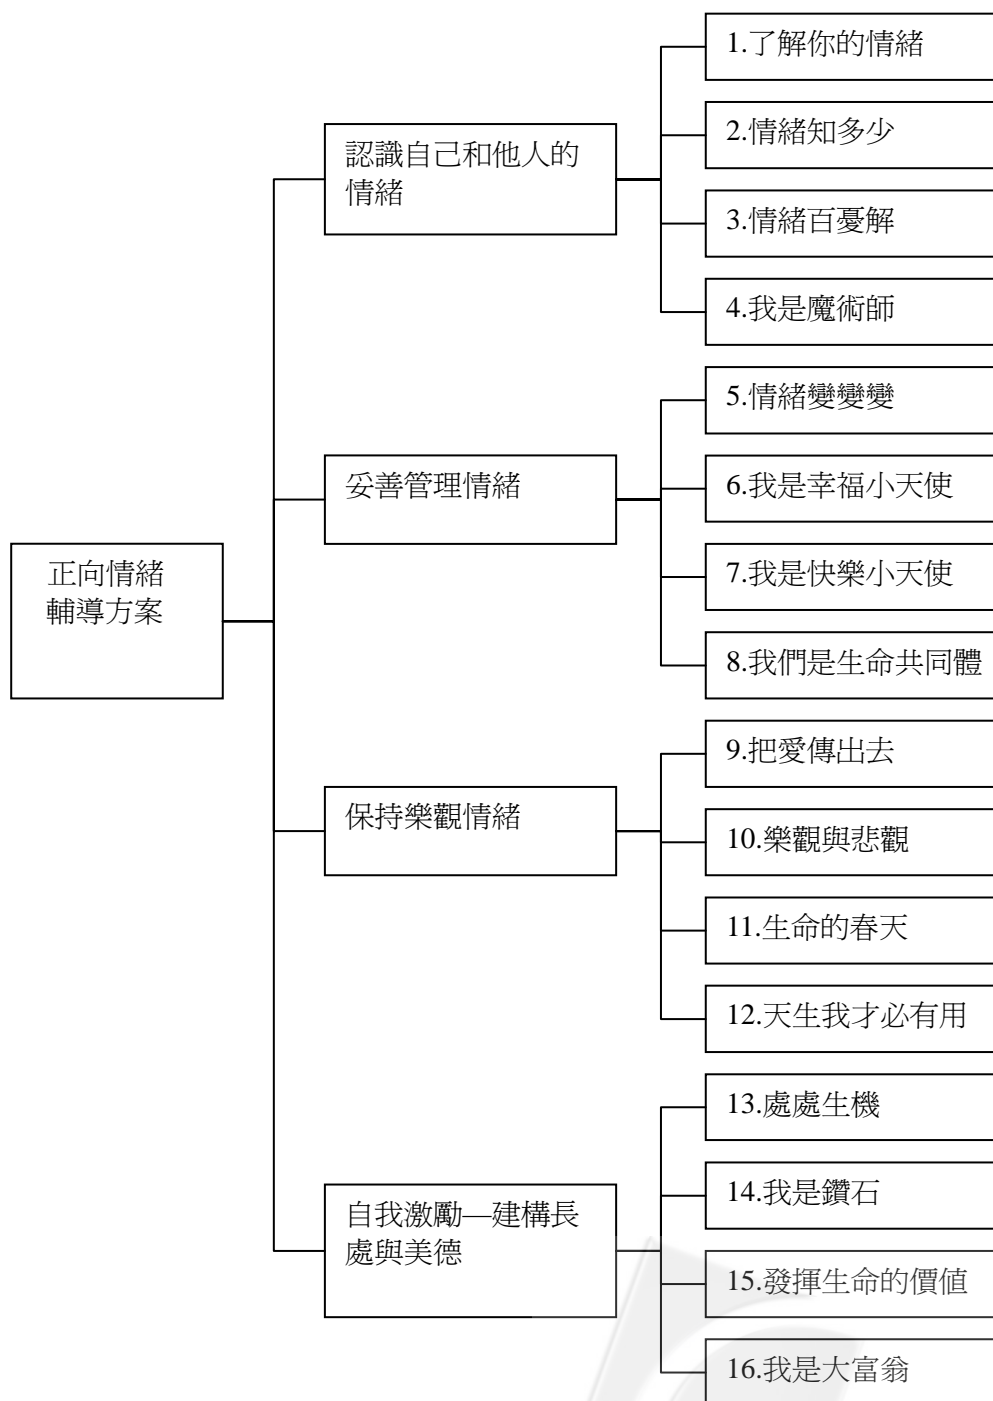 正向情緒
輔導方案
認識自己和他人的
情緒
1.了解你的情緒
2.情緒知多少
3.情緒百憂解
4.我是魔術師
妥善管理情緒
5.情緒變變變
6.我是幸福小天使
7.我是快樂小天使
8.我們是生命共同體
保持樂觀情緒
9.把愛傳出去
10.樂觀與悲觀
11.生命的春天
12.天生我才必有用
自我激勵—建構長
處與美德
13.處處生機
14.我是鑽石
15.發揮生命的價值
16.我是大富翁